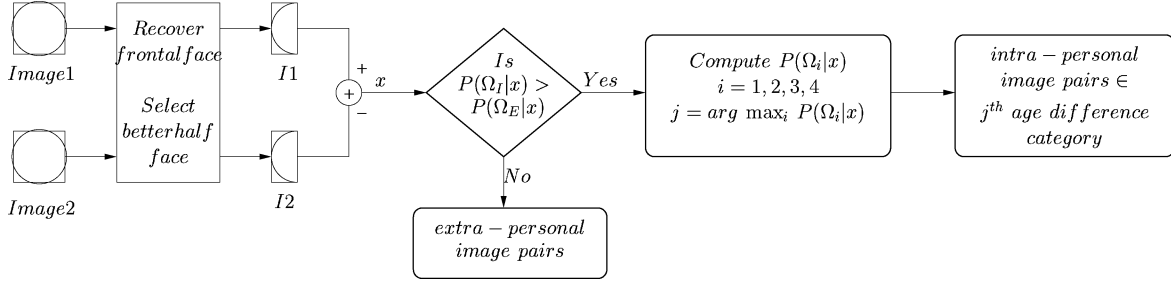 Image1
Recover
frontalface
Select
betterhalf
face
Image2
I1
I2
+
+
−
x
Is
P(Ω_I|x) >
P(Ω_E|x)
Yes
No
extra − personal
image pairs
Compute P(Ω_i|x)
i = 1, 2, 3, 4
j = arg max_i P(Ω_i|x)
intra − personal
image pairs ∈
j^th age difference
category